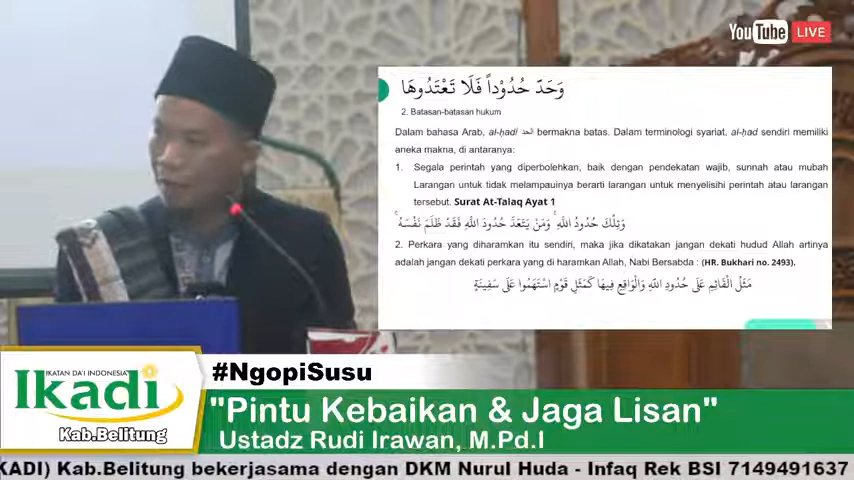 YouTube LIVE
وَحَدّ حُدُوْداً فَلَا تَعْتَدُوهَا
2. Batasan-batasan hukum
Dalam bahasa Arab, al-ḥad/ الحد bermakna batas. Dalam terminologi syariat, al-ḥad sendiri memiliki
aneka makna, di antaranya:
1. Segala perintah yang diperbolehkan, baik dengan pendekatan wajib, sunnah atau mubah
Larangan untuk tidak melampauinya berarti larangan untuk menyelisihi perintah atau larangan
tersebut. Surat At-Talaq Ayat 1
وَتِلْكَ حُدُودُ اللَّهِ ۚ وَمَنْ يَتَعَدَّ حُدُودَ اللَّهِ فَقَدْ ظَلَمَ نَفْسَهُ ۚ
2. Perkara yang diharamkan itu sendiri, maka jika dikatakan jangan dekati hudud Allah artinya
adalah jangan dekati perkara yang di haramkan Allah, Nabi Bersabda : (HR. Bukhari no. 2493).
مَثَلُ الْقَائِمِ عَلَى حُدُودِ اللَّهِ وَالْوَاقِعِ فِيهَا كَمَثَلِ قَوْمٍ اسْتَهَمُوا عَلَى سَفِينَةٍ
IKATAN DA'I INDONESIA
Ikadi
Kab.Belitung
#NgopiSusu
"Pintu Kebaikan & Jaga Lisan"
Ustadz Rudi Irawan, M.Pd.I
KADI) Kab.Belitung bekerjasama dengan DKM Nurul Huda - Infaq Rek BSI 7149491637